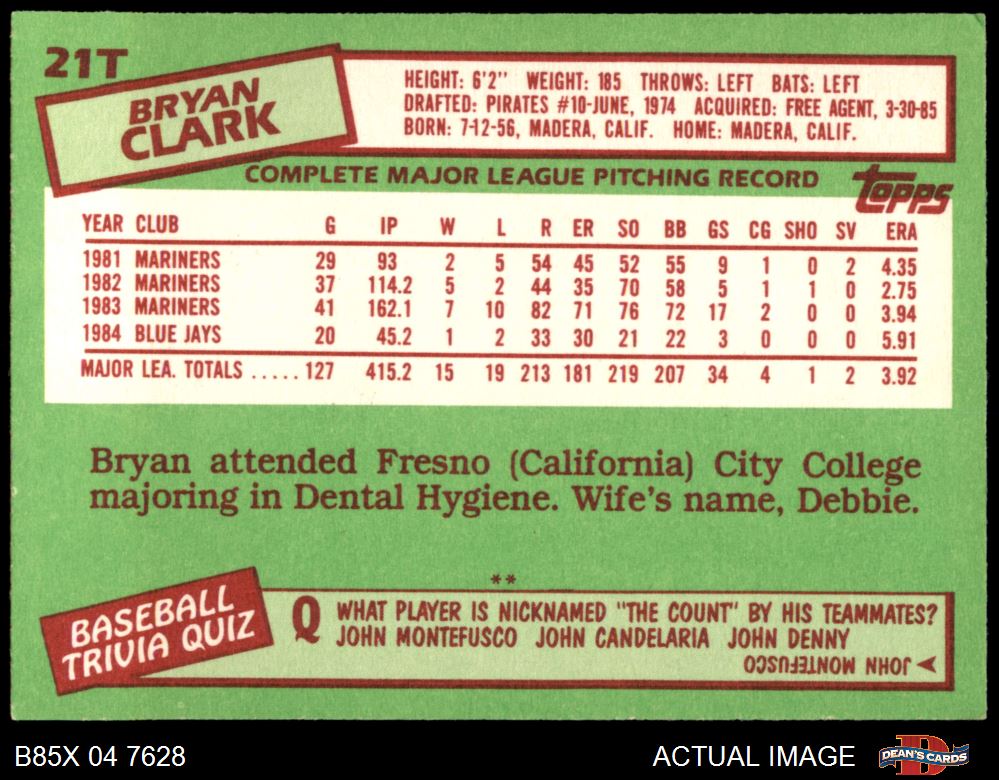 21T
BRYAN
CLARK
HEIGHT: 6'2" WEIGHT: 185 THROWS: LEFT BATS: LEFT
DRAFTED: PIRATES #10-JUNE, 1974 ACQUIRED: FREE AGENT, 3-30-85
BORN: 7-12-56, MADERA, CALIF. HOME: MADERA, CALIF.
COMPLETE MAJOR LEAGUE PITCHING RECORD
topps
YEAR CLUB G IP W L R ER SO BB GS CG SHO SV ERA
1981 MARINERS 29 93 2 5 54 45 52 55 9 1 0 2 4.35
1982 MARINERS 37 114.2 5 2 44 35 70 58 5 1 1 0 2.75
1983 MARINERS 41 162.1 7 10 82 71 76 72 17 2 0 0 3.94
1984 BLUE JAYS 20 45.2 1 2 33 30 21 22 3 0 0 0 5.91
MAJOR LEA. TOTALS ..... 127 415.2 15 19 213 181 219 207 34 4 1 2 3.92
Bryan attended Fresno (California) City College
majoring in Dental Hygiene. Wife's name, Debbie.
**
BASEBALL
TRIVIA QUIZ
Q WHAT PLAYER IS NICKNAMED "THE COUNT" BY HIS TEAMMATES?
JOHN MONTEFUSCO JOHN CANDELARIA JOHN DENNY
JOHN MONTEFUSCO
B85X 04 7628
ACTUAL IMAGE
DEAN'S CARDS